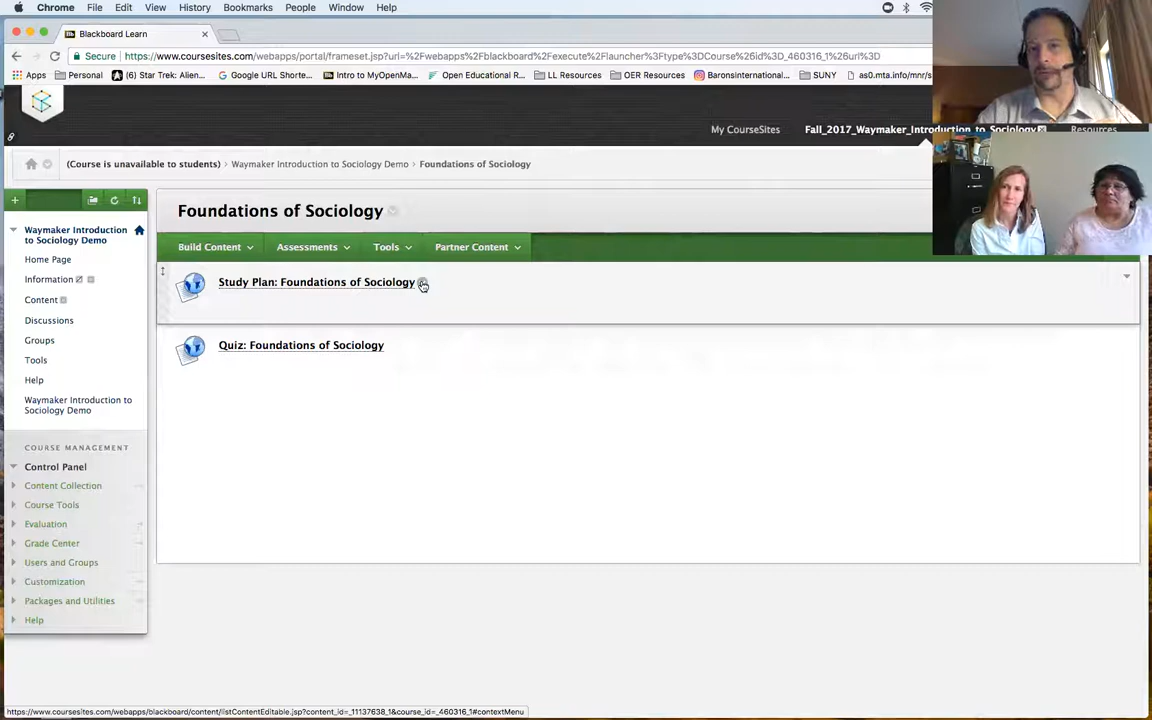 Chrome File Edit View History Bookmarks People Window Help
Blackboard Learn
Secure https://www.coursesites.com/webapps/portal/frameset.jsp?url=%2Fwebapps%2Fblackboard%2Fexecute%2Flauncher%3Ftype%3DCourse%26id%3D_460316_1%26url%3D
Apps Personal (6) Star Trek: Alien... Google URL Shorte... Intro to MyOpenMa... Open Educational R... LL Resources OER Resources Baronsinternational... SUNY as0.mta.info/mnr/s
My CourseSites Fall_2017_Waymaker_Introduction_to_Sociology Resources
(Course is unavailable to students) > Waymaker Introduction to Sociology Demo > Foundations of Sociology
Foundations of Sociology
Build Content Assessments Tools Partner Content
Study Plan: Foundations of Sociology
Quiz: Foundations of Sociology
Waymaker Introduction
to Sociology Demo
Home Page
Information
Content
Discussions
Groups
Tools
Help
Waymaker Introduction to
Sociology Demo
COURSE MANAGEMENT
Control Panel
Content Collection
Course Tools
Evaluation
Grade Center
Users and Groups
Customization
Packages and Utilities
Help
https://www.coursesites.com/webapps/blackboard/content/listContentEditable.jsp?content_id=_11137638_1&course_id=_460316_1#contextMenu